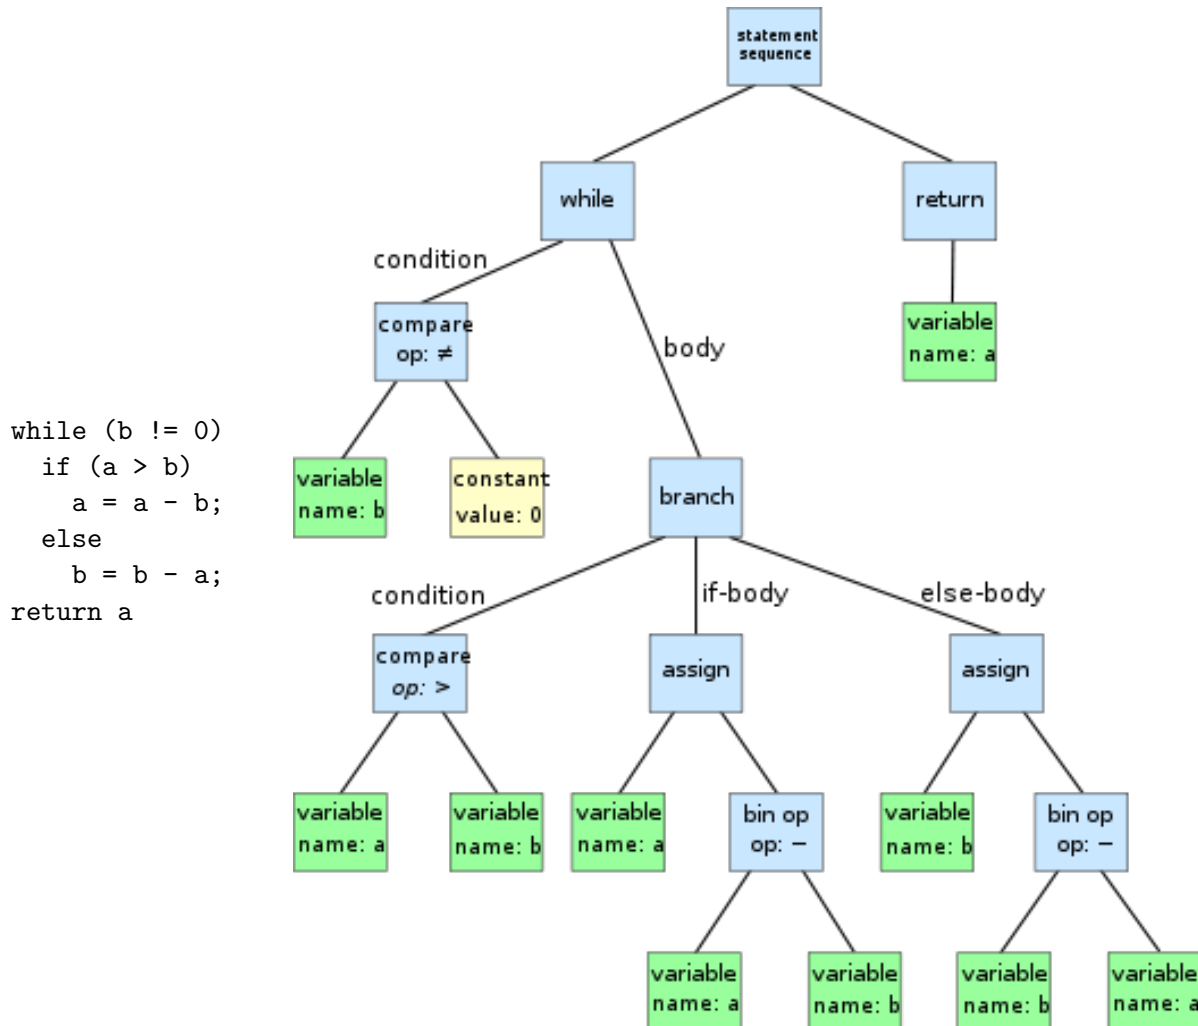 while (b != 0)
  if (a > b)
    a = a - b;
  else
    b = b - a;
return a
statement
sequence
while
return
condition
body
compare
op: ≠
variable
name: a
variable
name: b
constant
value: 0
branch
condition
if-body
else-body
compare
op: >
assign
assign
variable
name: a
variable
name: b
variable
name: a
bin op
op: −
variable
name: b
bin op
op: −
variable
name: a
variable
name: b
variable
name: b
variable
name: a